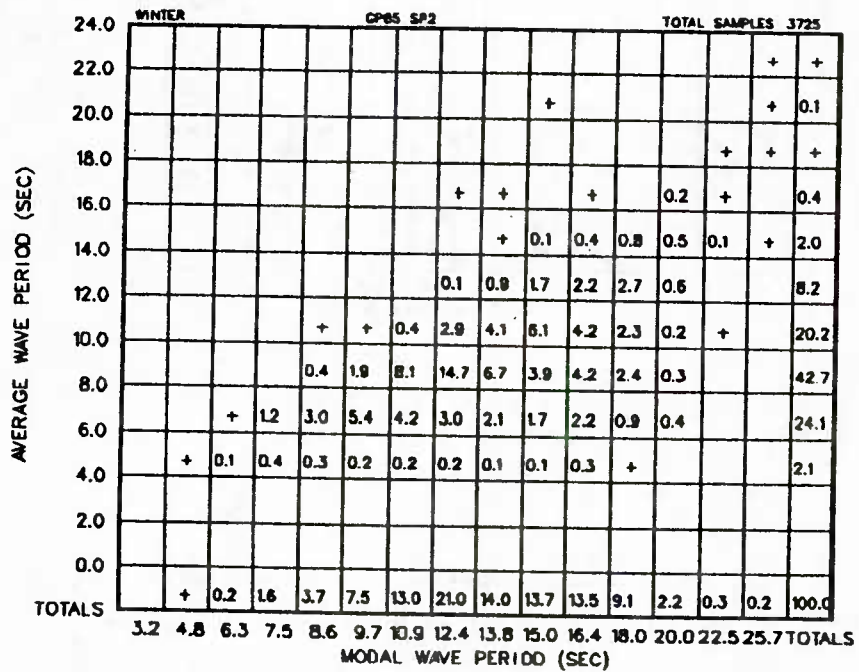 WINTER TOTAL SAMPLES 3725
24.0
+ +
22.0
+ + 0.1
20.0
+ + +
18.0
+ + + 0.2 + 0.4
16.0
+ 0.1 0.4 0.8 0.5 0.1 + 2.0
14.0
0.1 0.9 1.7 2.2 2.7 0.6 8.2
12.0
+ + 0.4 2.9 4.1 6.1 4.2 2.3 0.2 + 20.2
10.0
0.4 1.9 8.1 14.7 6.7 3.9 4.2 2.4 0.3 42.7
8.0
+ 1.2 3.0 5.4 4.2 3.0 2.1 1.7 2.2 0.9 0.4 24.1
6.0
+ 0.1 0.4 0.3 0.2 0.2 0.2 0.1 0.1 0.3 + 2.1
4.0
2.0
0.0
+ 0.2 1.6 3.7 7.5 13.0 21.0 14.0 13.7 13.5 9.1 2.2 0.3 0.2 100.0
TOTALS
3.2 4.8 6.3 7.5 8.6 9.7 10.9 12.4 13.8 15.0 16.4 18.0 20.0 22.5 25.7 TOTALS
MODAL WAVE PERIOD (SEC)
AVERAGE WAVE PERIOD (SEC)